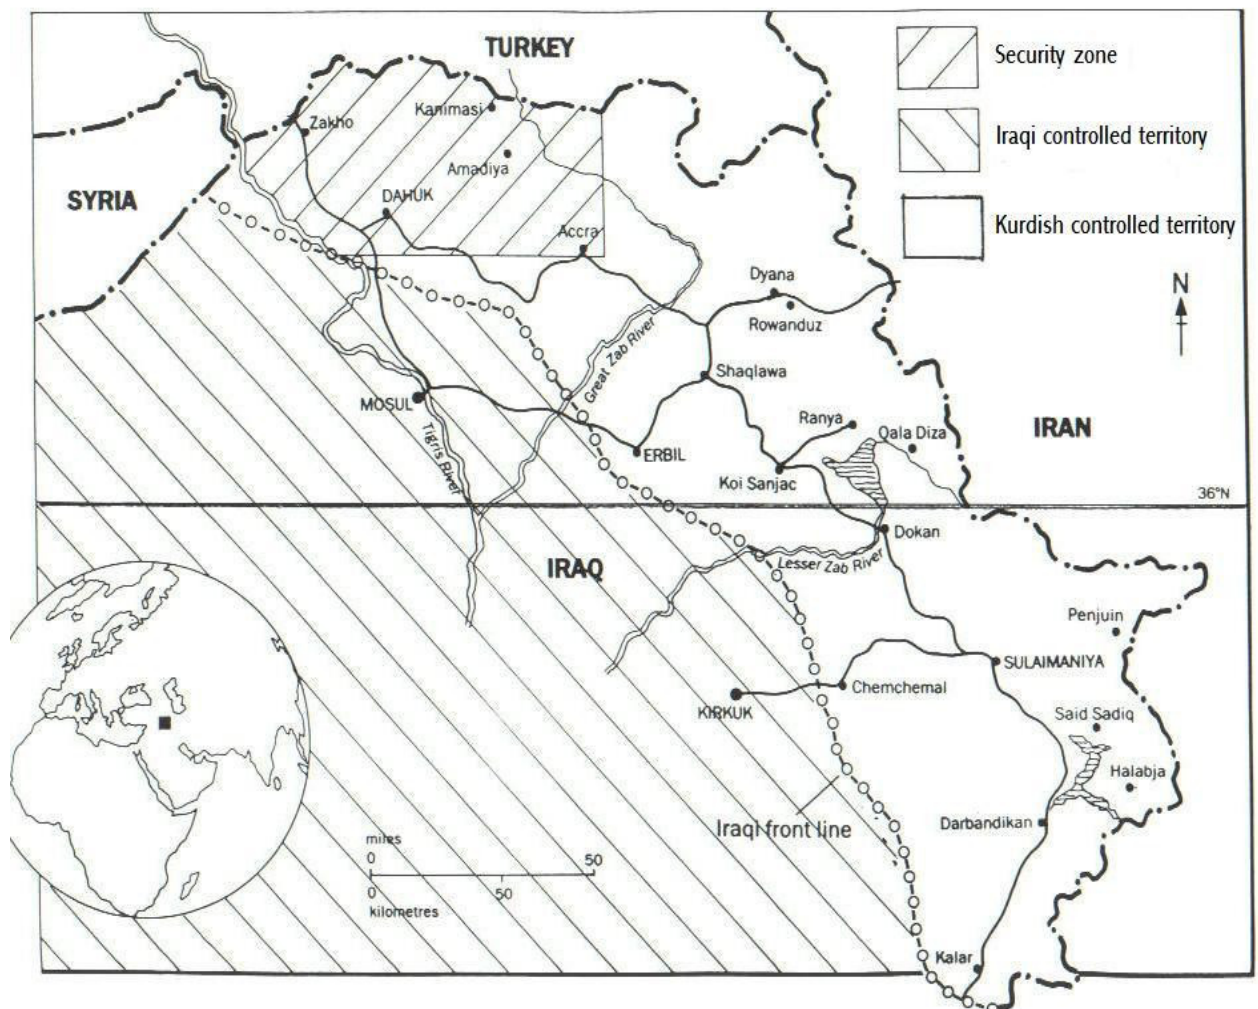 TURKEY
Security zone
Kanimasi
Zakho
Iraqi controlled territory
Amadiya
SYRIA
DAHUK
Kurdish controlled territory
Accra
Dyana
N
Rowanduz
Great Zab River
Shaqlawa
MOSUL
Ranya
IRAN
Qala Diza
Tigris River
ERBIL
Koi Sanjac
36°N
Dokan
IRAQ
Lesser Zab River
Penjuin
SULAIMANIYA
Chemchemal
KIRKUK
Said Sadiq
Halabja
Iraqi front line
Darbandikan
miles
0 50
0 50
kilometres
Kalar